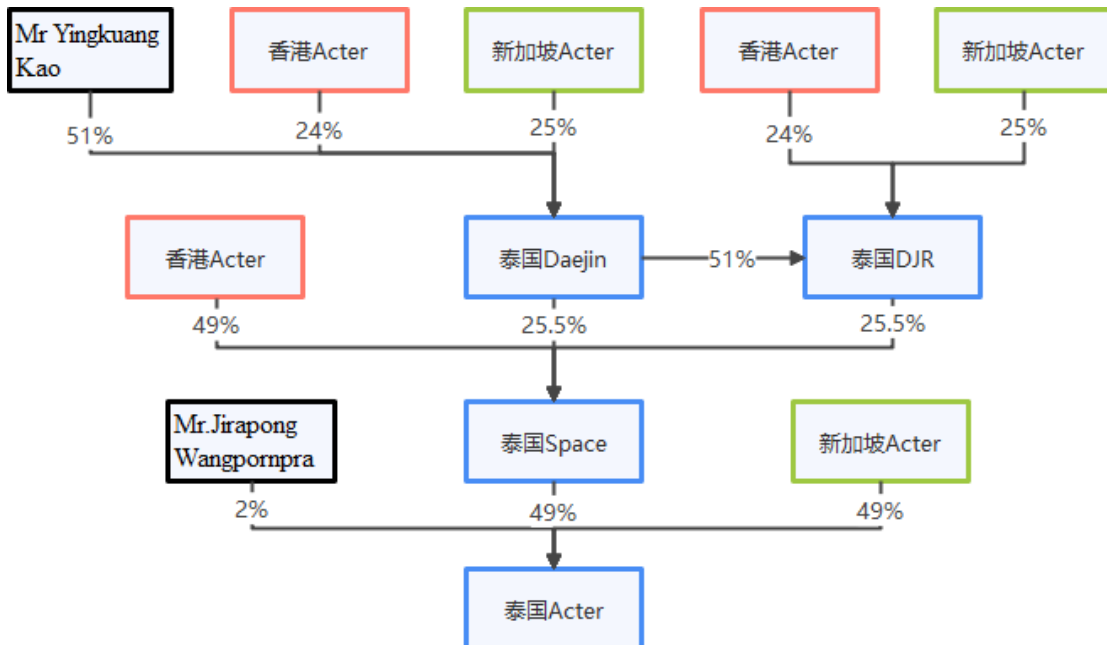 Mr Yingkuang
Kao
香港Acter
新加坡Acter
香港Acter
新加坡Acter
51%
24%
25%
24%
25%
香港Acter
泰国Daejin
51%
泰国DJR
49%
25.5%
25.5%
Mr.Jirapong
Wangpornpra
泰国Space
新加坡Acter
2%
49%
49%
泰国Acter